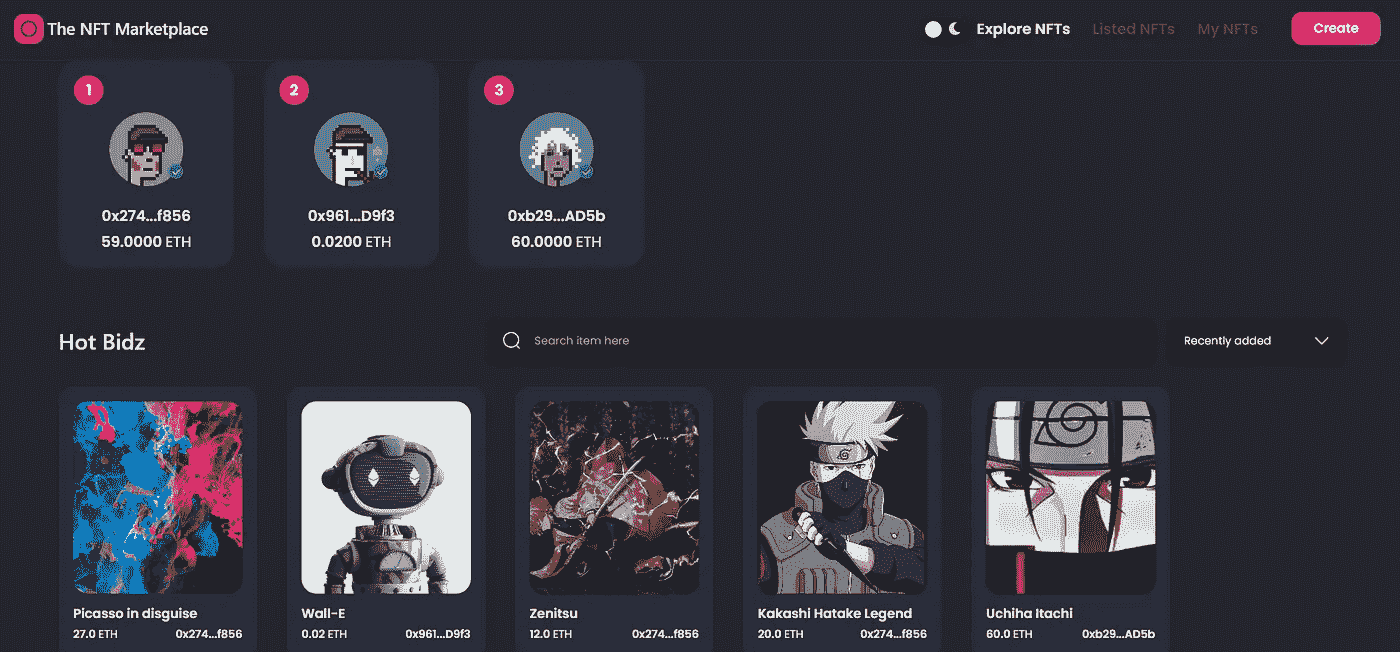 The NFT Marketplace
Explore NFTs
Listed NFTs
My NFTs
Create
1
2
3
0x274...f856
0x961...D9f3
0xb29...AD5b
59.0000 ETH
0.0200 ETH
60.0000 ETH
Hot Bidz
Search item here
Recently added
Picasso in disguise
27.0 ETH
0x274...f856
Wall-E
0.02 ETH
0x961...D9f3
Zenitsu
12.0 ETH
0x274...f856
Kakashi Hatake Legend
20.0 ETH
0x274...f856
Uchiha Itachi
60.0 ETH
0xb29...AD5b